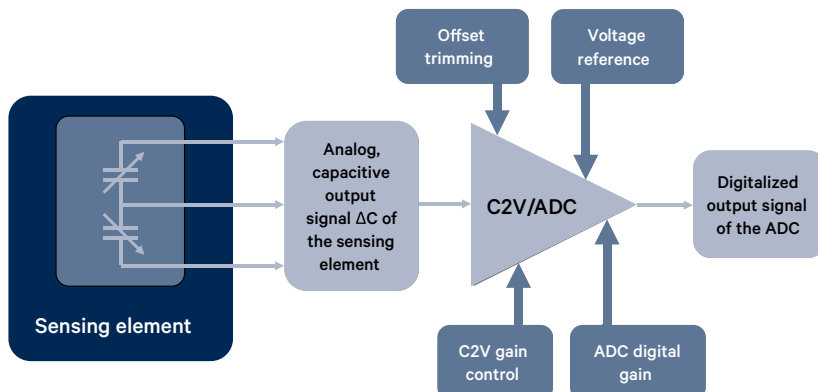 Offset
trimming
Voltage
reference
Analog,
capacitive
output
signal ΔC of
the sensing
element
C2V/ADC
Digitalized
output signal
of the ADC
Sensing element
C2V gain
control
ADC digital
gain